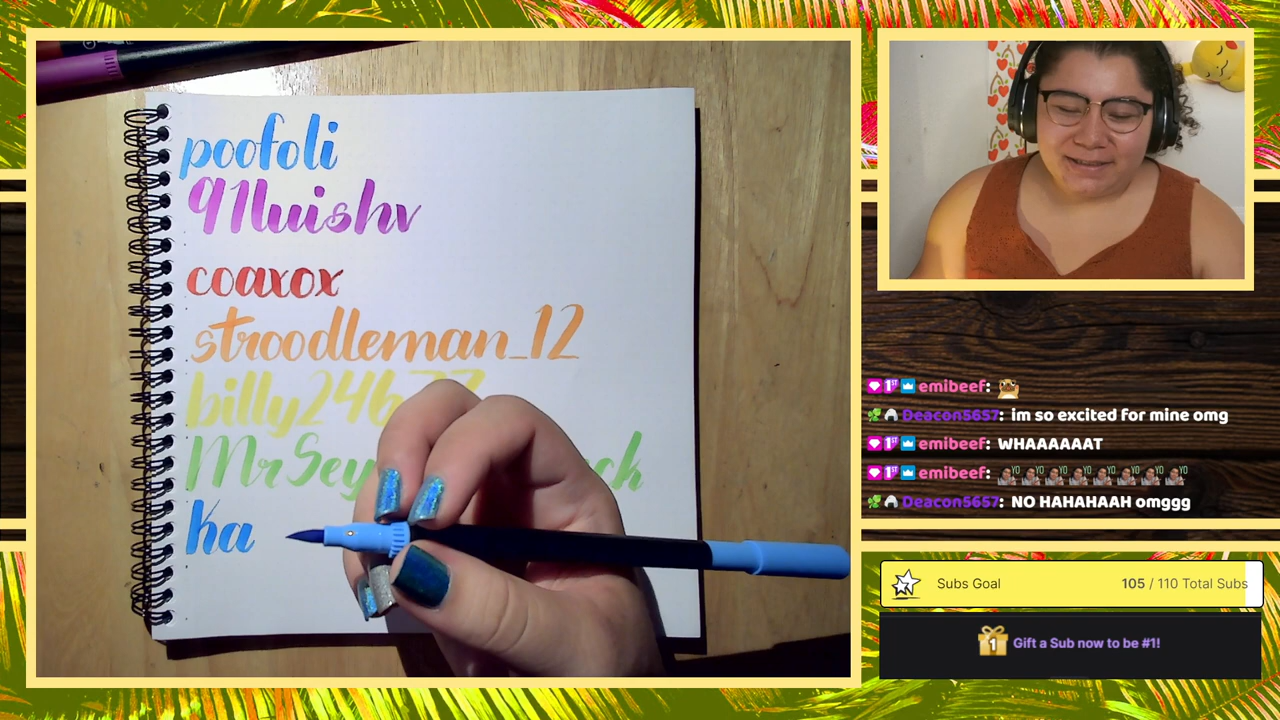 poofoli
91luishv
coaxox
stroodleman_12
Ka
emibeef:
Deacon5657: im so excited for mine omg
emibeef: WHAAAAAAT
emibeef:
Deacon5657: NO HAHAHAAH omggg
Subs Goal 105 / 110 Total Subs
1 Gift a Sub now to be #1!